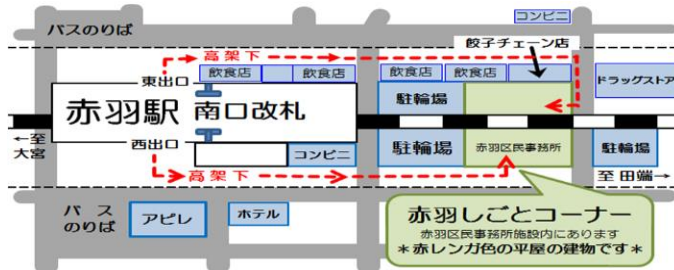 コンビニ
バスのりば
高架下
餃子チェーン店
東出口
飲食店
飲食店
飲食店
飲食店
ドラッグストア
赤羽駅 南口改札
駐輪場
←至
大宮
西出口
コンビニ
駐輪場
赤羽区民事務所
駐輪場
高架下
至田端→
バス
のりば
アピレ
ホテル
赤羽しごとコーナー
赤羽区民事務所施設内にあります
＊赤レンガ色の平屋の建物です＊